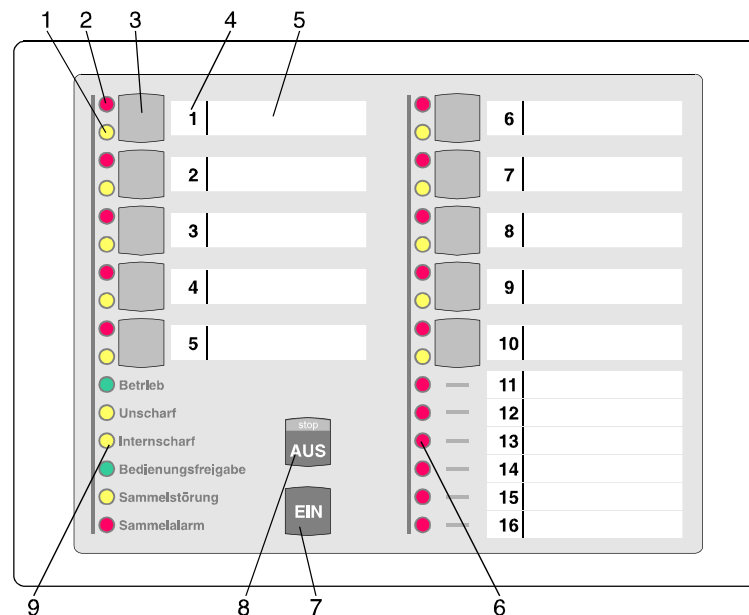 1 2 3 4 5
1
2
3
4
5
Betrieb
Unscharf
Internscharf
Bedienungsfreigabe
Sammelstörung
Sammelalarm
stop
AUS
EIN
6
7
8
9
10
11
12
13
14
15
16
9 8 7 6